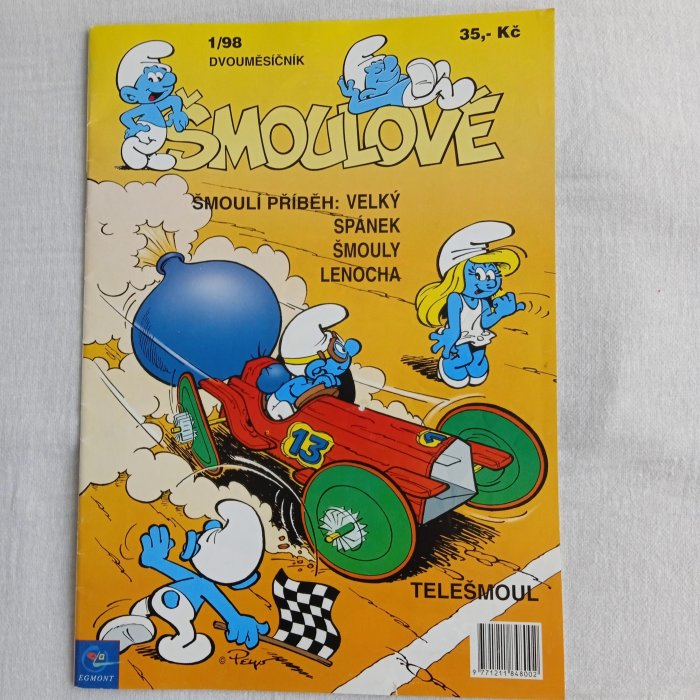 1/98
DVOUMĚSÍČNÍK
35,- Kč
ŠMOULOVÉ
ŠMOULÍ PŘÍBĚH: VELKÝ
SPÁNEK
ŠMOULY
LENOCHA
13
TELEŠMOUL
© Peyo
EGMONT
9 771211 848002